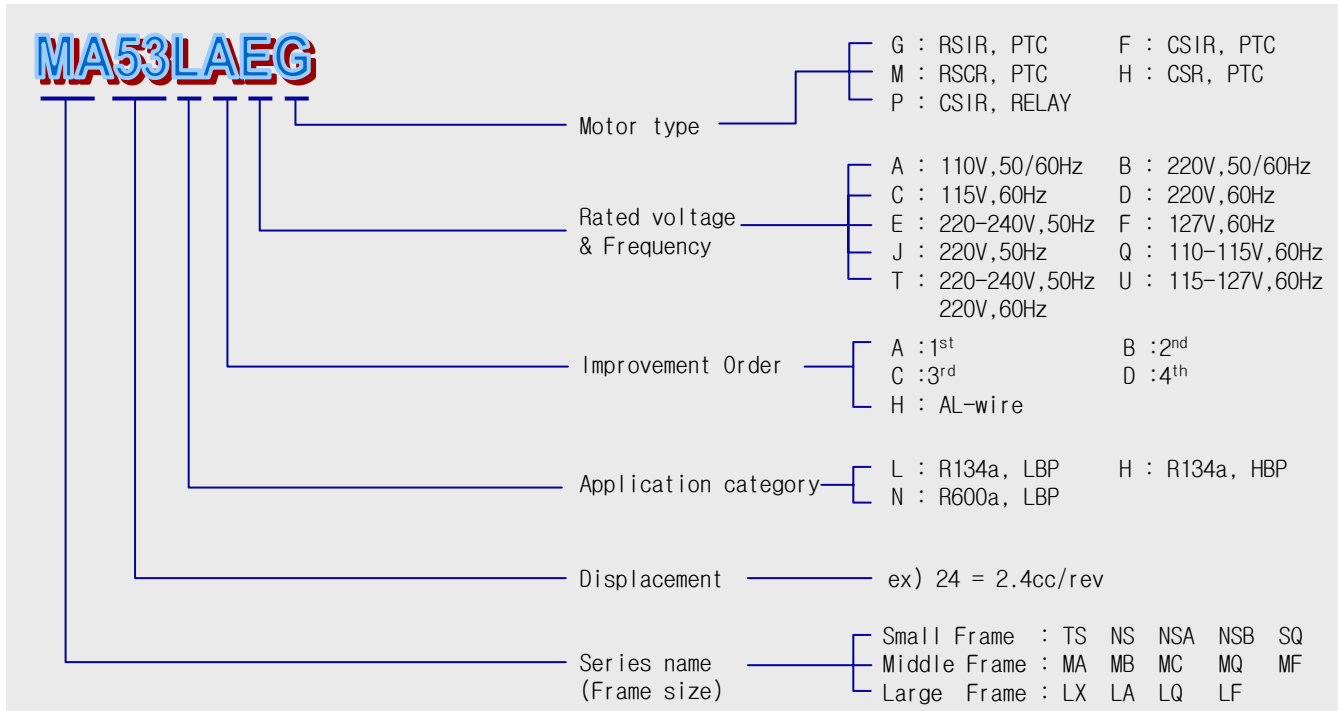 MA53LAEG
G : RSIR, PTC F : CSIR, PTC
M : RSCR, PTC H : CSR, PTC
P : CSIR, RELAY
Motor type
A : 110V,50/60Hz B : 220V,50/60Hz
C : 115V,60Hz D : 220V,60Hz
Rated voltage
& Frequency
E : 220-240V,50Hz F : 127V,60Hz
J : 220V,50Hz Q : 110-115V,60Hz
T : 220-240V,50Hz U : 115-127V,60Hz
220V,60Hz
Improvement Order
A :1st B :2nd
C :3rd D :4th
H : AL-wire
Application category
L : R134a, LBP H : R134a, HBP
N : R600a, LBP
Displacement
ex) 24 = 2.4cc/rev
Series name
(Frame size)
Small Frame : TS NS NSA NSB SQ
Middle Frame : MA MB MC MQ MF
Large Frame : LX LA LQ LF